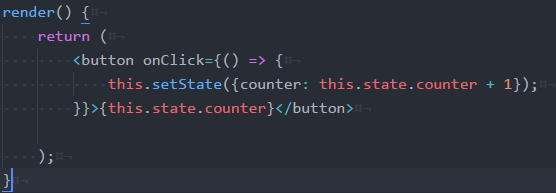 render() {
return (
<button onClick={() => {
this.setState({counter: this.state.counter + 1});
}}>{this.state.counter}</button>
);
}